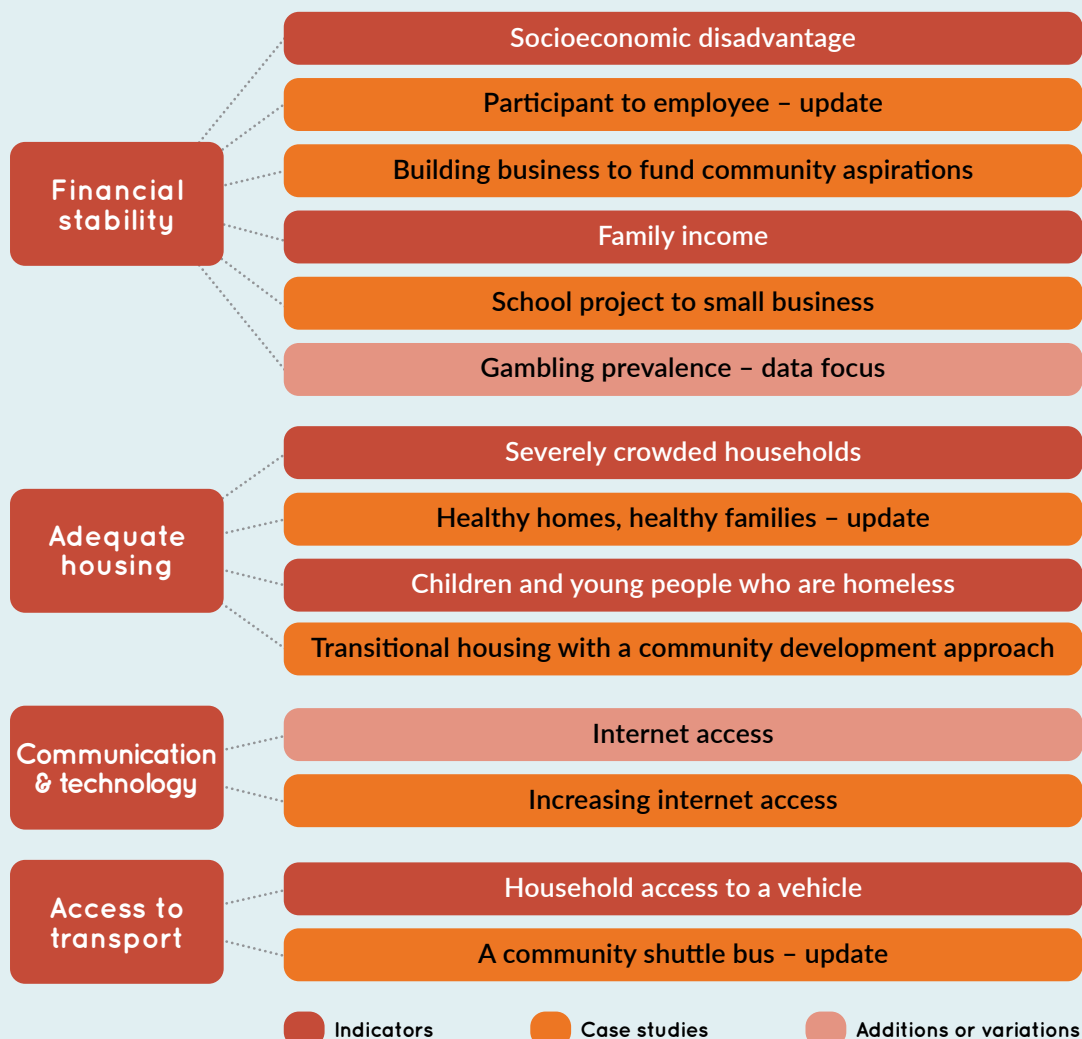 Financial
stability
Socioeconomic disadvantage
Participant to employee – update
Building business to fund community aspirations
Family income
School project to small business
Gambling prevalence – data focus
Adequate
housing
Severely crowded households
Healthy homes, healthy families – update
Children and young people who are homeless
Transitional housing with a community development approach
Communication
& technology
Internet access
Increasing internet access
Access to
transport
Household access to a vehicle
A community shuttle bus – update
Indicators
Case studies
Additions or variations